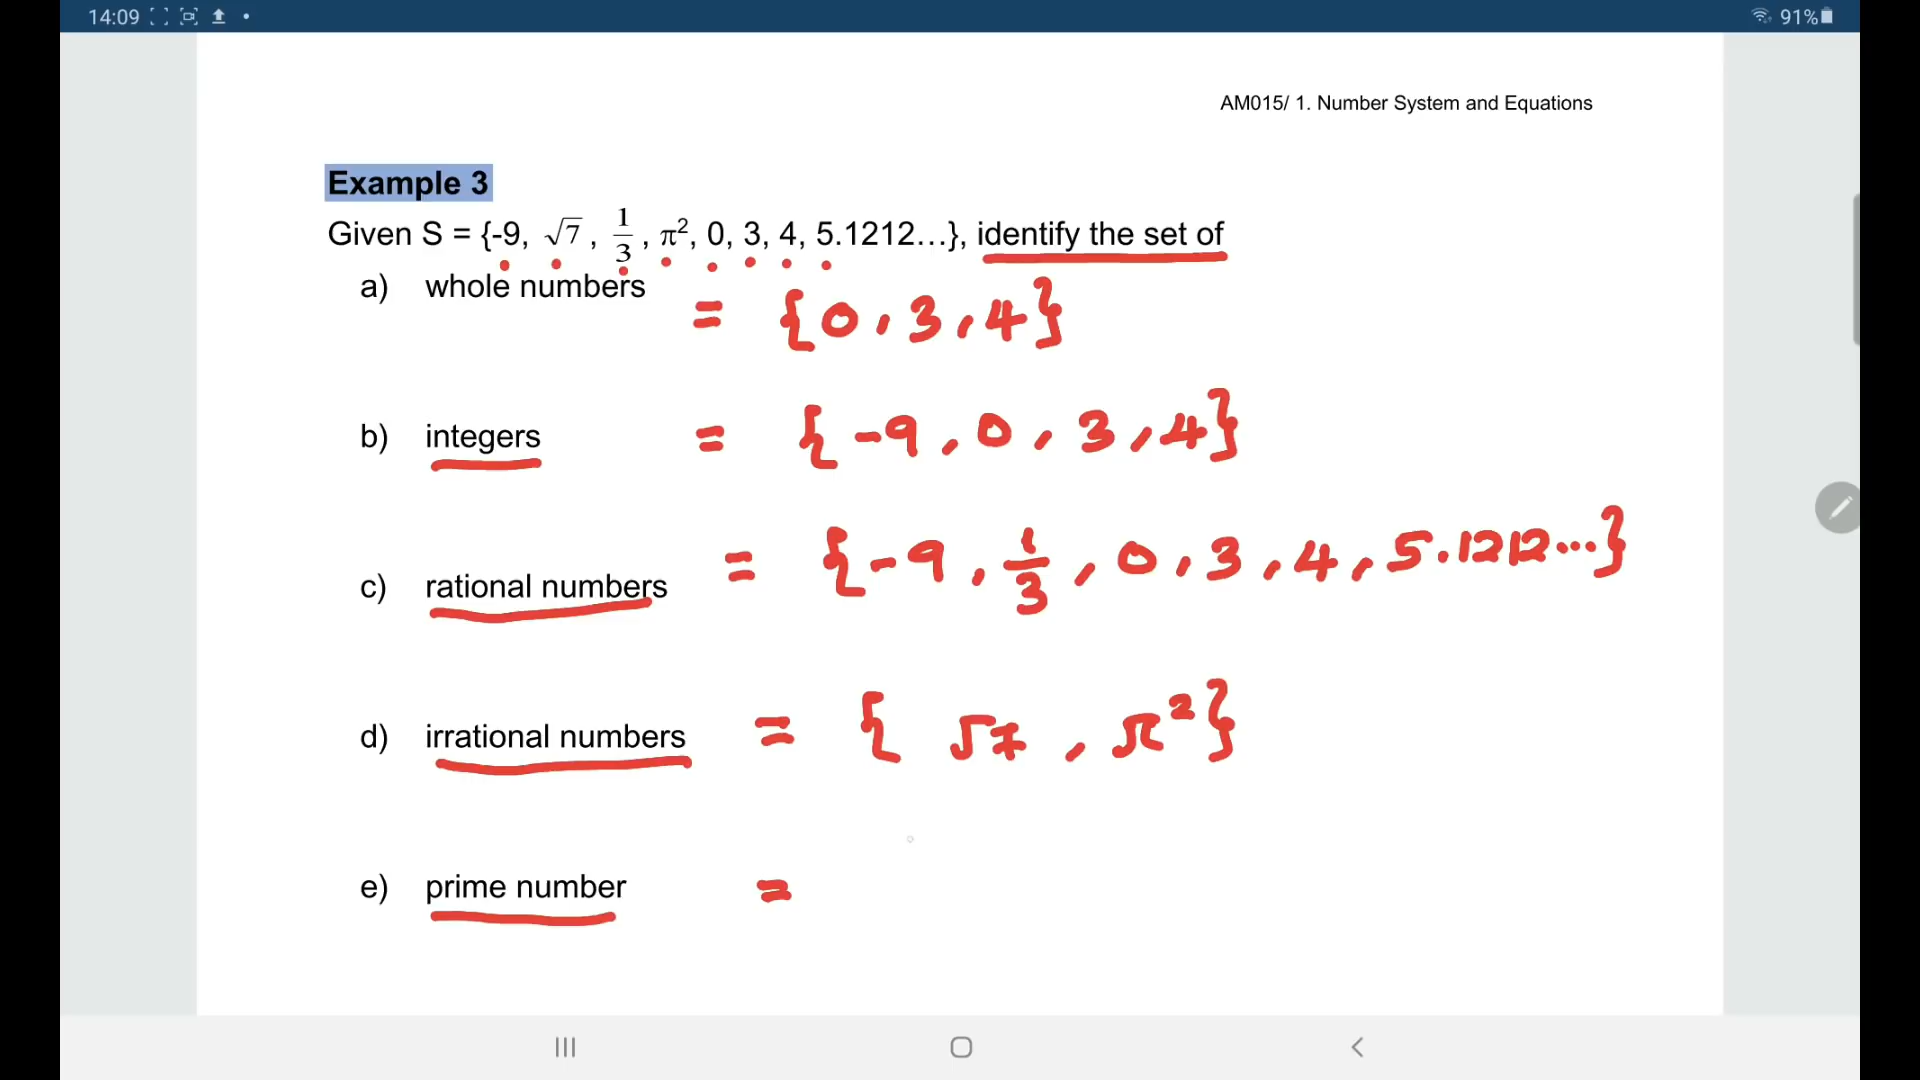 14:09
91%
AM015/ 1. Number System and Equations
Example 3
Given S = {-9, √7, 1/3, π², 0, 3, 4, 5.1212…}, identify the set of
a) whole numbers = {0, 3, 4}
b) integers = {-9, 0, 3, 4}
c) rational numbers = {-9, 1/3, 0, 3, 4, 5.1212...}
d) irrational numbers = {√7, π²}
e) prime number =